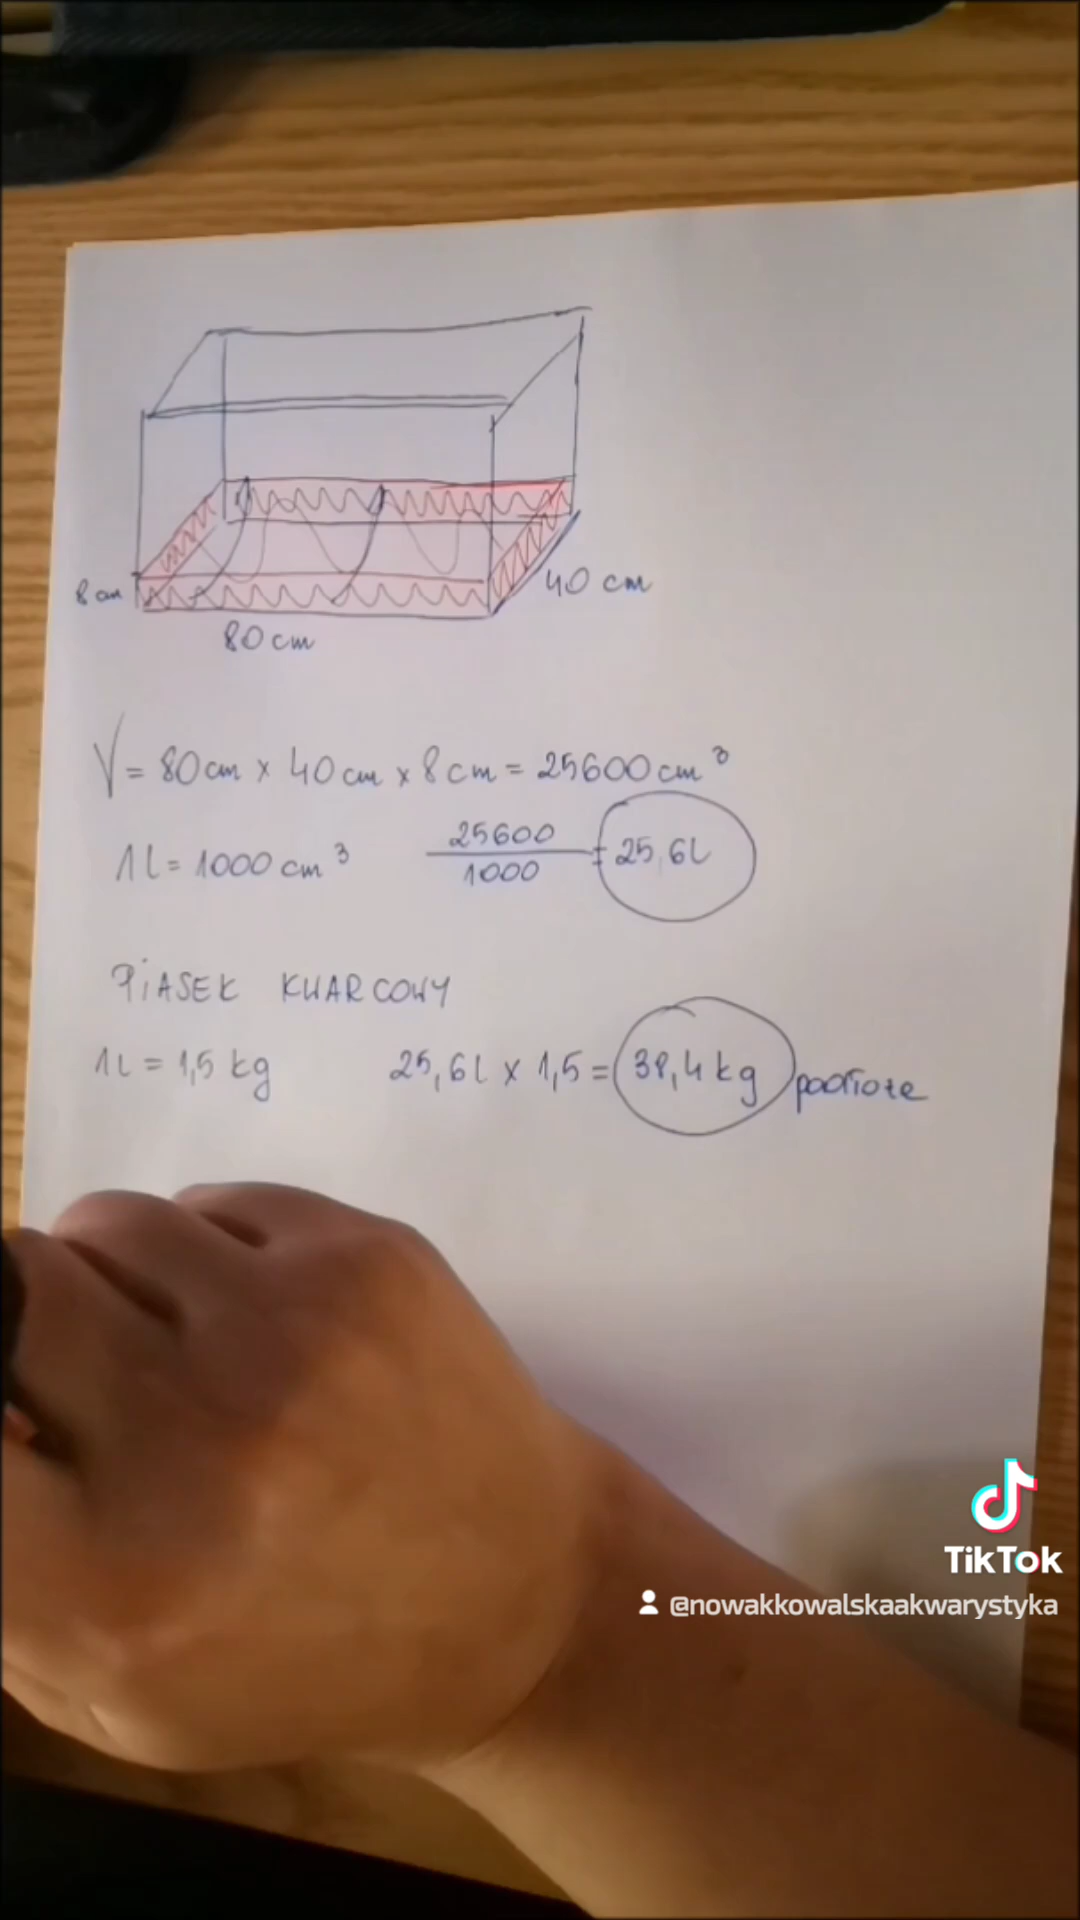 8 cm
40 cm
80 cm
V = 80 cm x 40 cm x 8 cm = 25600 cm³
1 l = 1000 cm³ 25600 / 1000 = 25,6 l
PIASEK KWARCOWY
1 l = 1,5 kg 25,6 l x 1,5 = 38,4 kg podłoże
TikTok
@nowakkowalskaakwarystyka